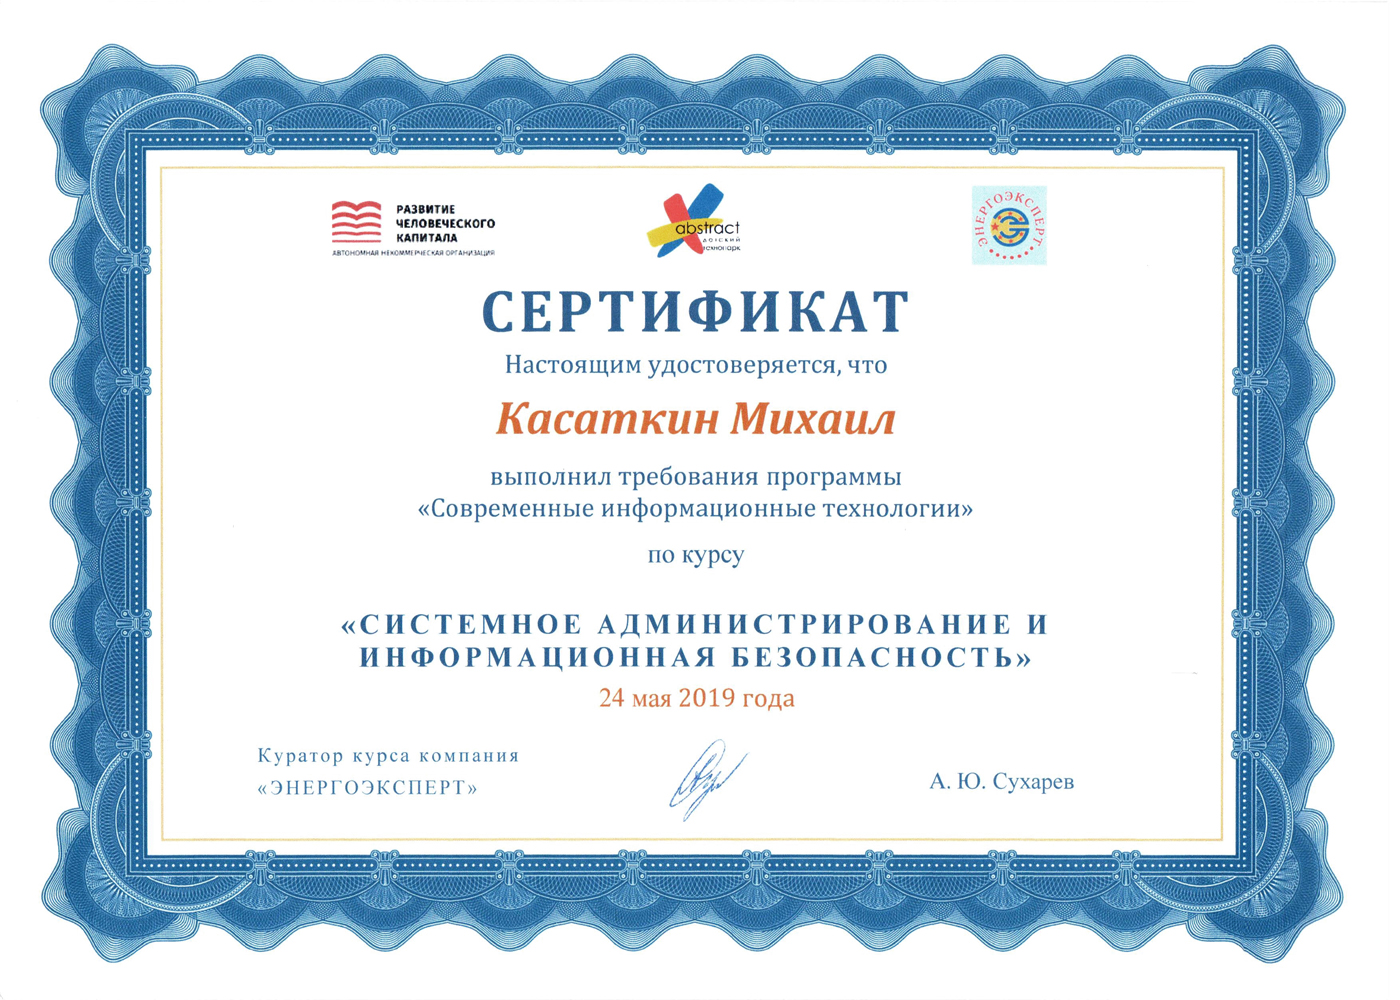 РАЗВИТИЕ
ЧЕЛОВЕЧЕСКОГО
КАПИТАЛА
АВТОНОМНАЯ НЕКОММЕРЧЕСКАЯ ОРГАНИЗАЦИЯ
abstract
детский
технопарк
ЭНЕРГОЭКСПЕРТ
СЕРТИФИКАТ
Настоящим удостоверяется, что
Касаткин Михаил
выполнил требования программы
«Современные информационные технологии»
по курсу
«СИСТЕМНОЕ АДМИНИСТРИРОВАНИЕ И
ИНФОРМАЦИОННАЯ БЕЗОПАСНОСТЬ»
24 мая 2019 года
Куратор курса компания
«ЭНЕРГОЭКСПЕРТ»
А. Ю. Сухарев